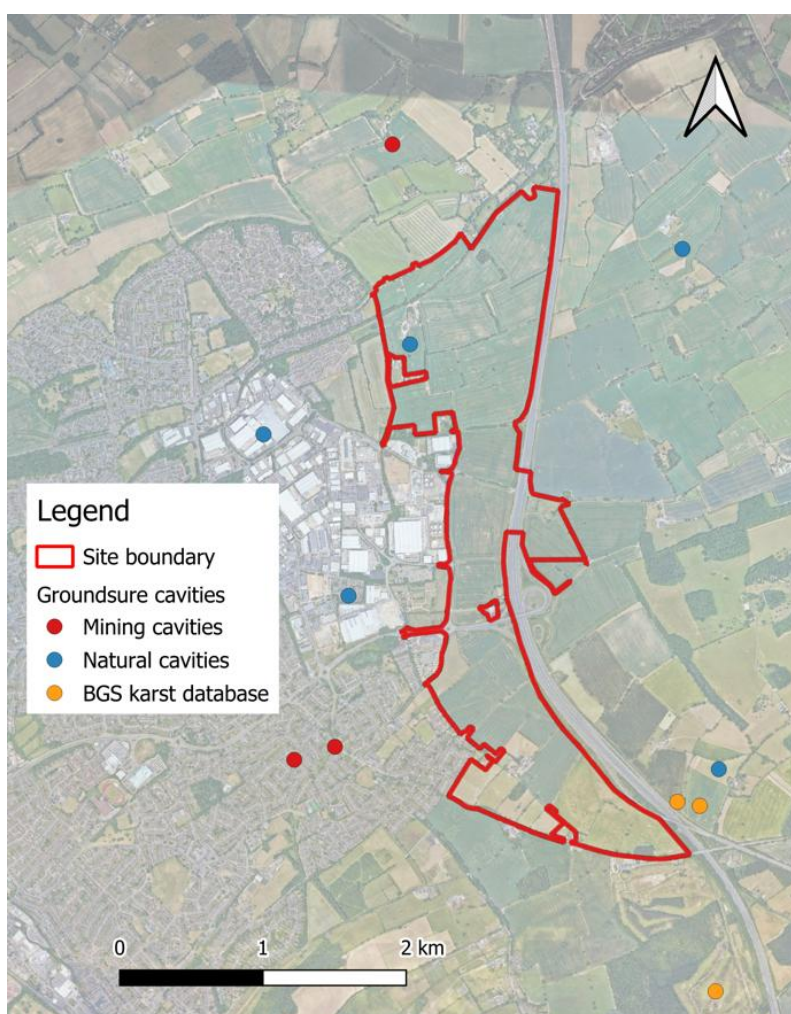 Legend
Site boundary
Groundsure cavities
Mining cavities
Natural cavities
BGS karst database
0 1 2 km